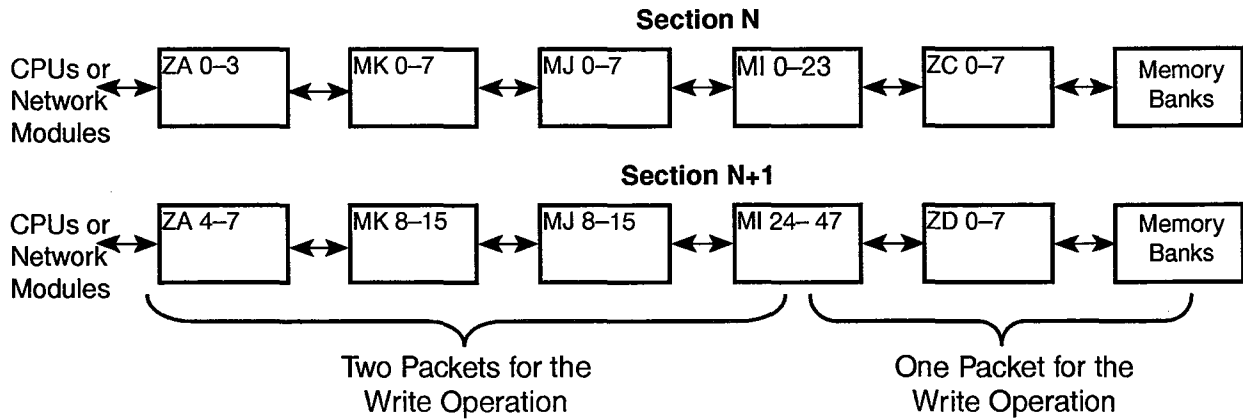 Section N
CPUs or
Network
Modules
ZA 0–3
MK 0–7
MJ 0–7
MI 0–23
ZC 0–7
Memory
Banks
Section N+1
CPUs or
Network
Modules
ZA 4–7
MK 8–15
MJ 8–15
MI 24–47
ZD 0–7
Memory
Banks
Two Packets for the
Write Operation
One Packet for the
Write Operation